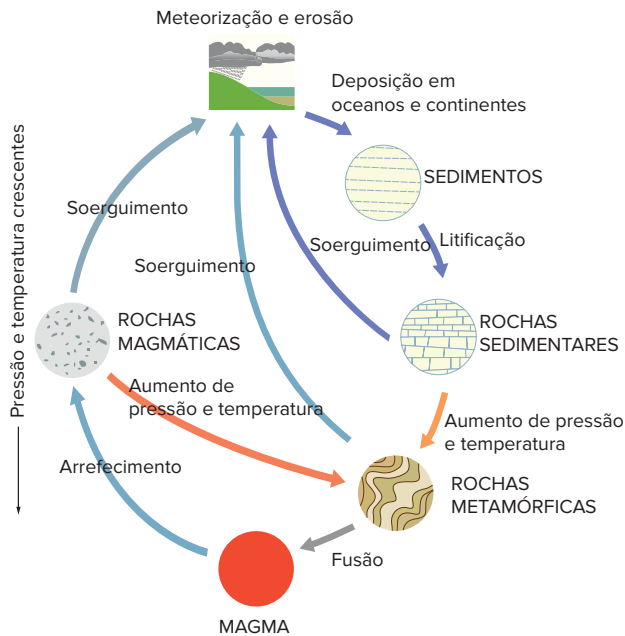 Meteorização e erosão
Deposição em
oceanos e continentes
SEDIMENTOS
Soerguimento
Soerguimento
Litificação
Soerguimento
ROCHAS
MAGMÁTICAS
ROCHAS
SEDIMENTARES
Aumento de
pressão e temperatura
Aumento de pressão
e temperatura
Arrefecimento
ROCHAS
METAMÓRFICAS
Fusão
MAGMA
Pressão e temperatura crescentes